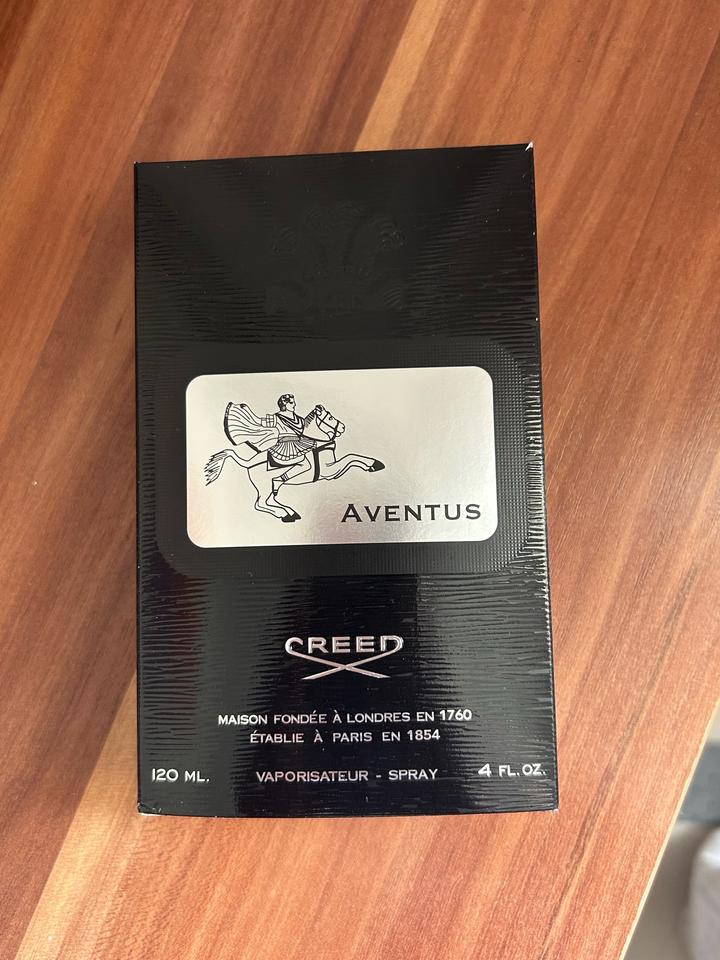 AVENTUS
CREED
MAISON FONDÉE À LONDRES EN 1760
ÉTABLIE À PARIS EN 1854
120 ML. VAPORISATEUR - SPRAY 4 FL. OZ.